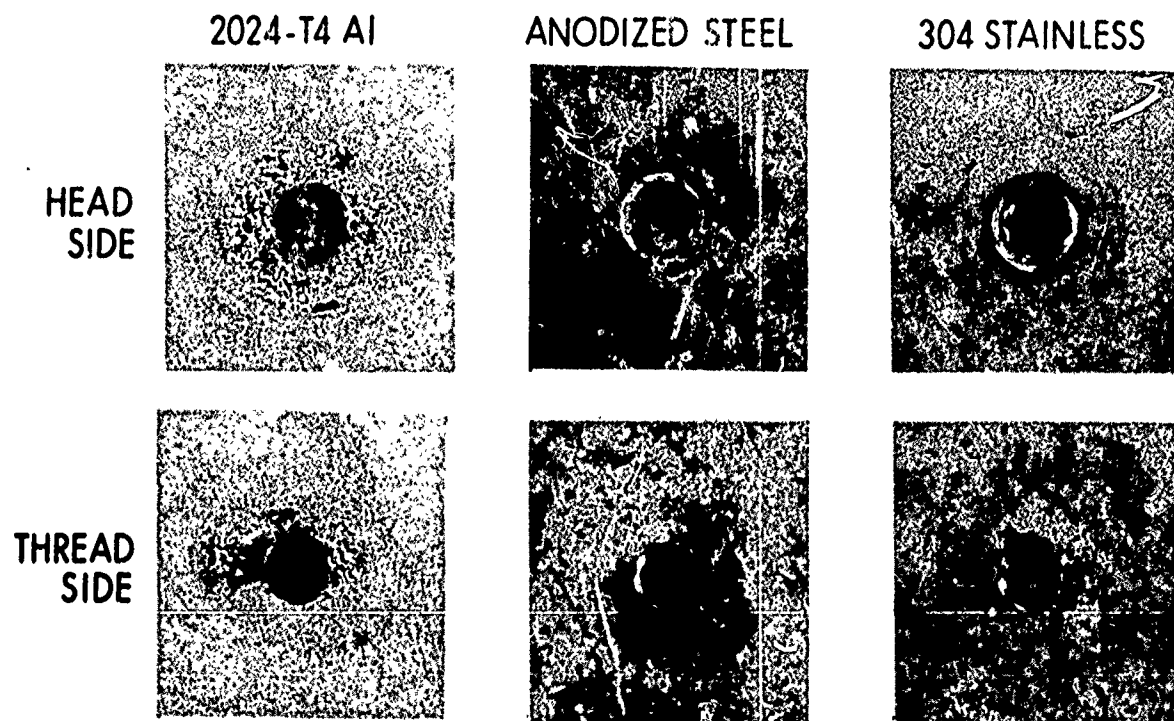 2024-T4 Al
ANODIZED STEEL
304 STAINLESS
HEAD
SIDE
THREAD
SIDE